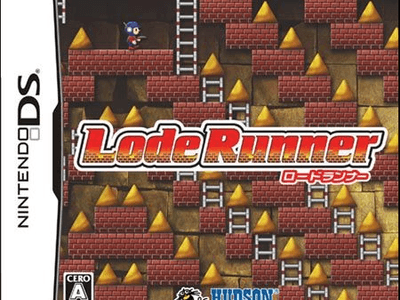 NINTENDO DS
Lode Runner
ロードランナー
CERO
A
HUDSON